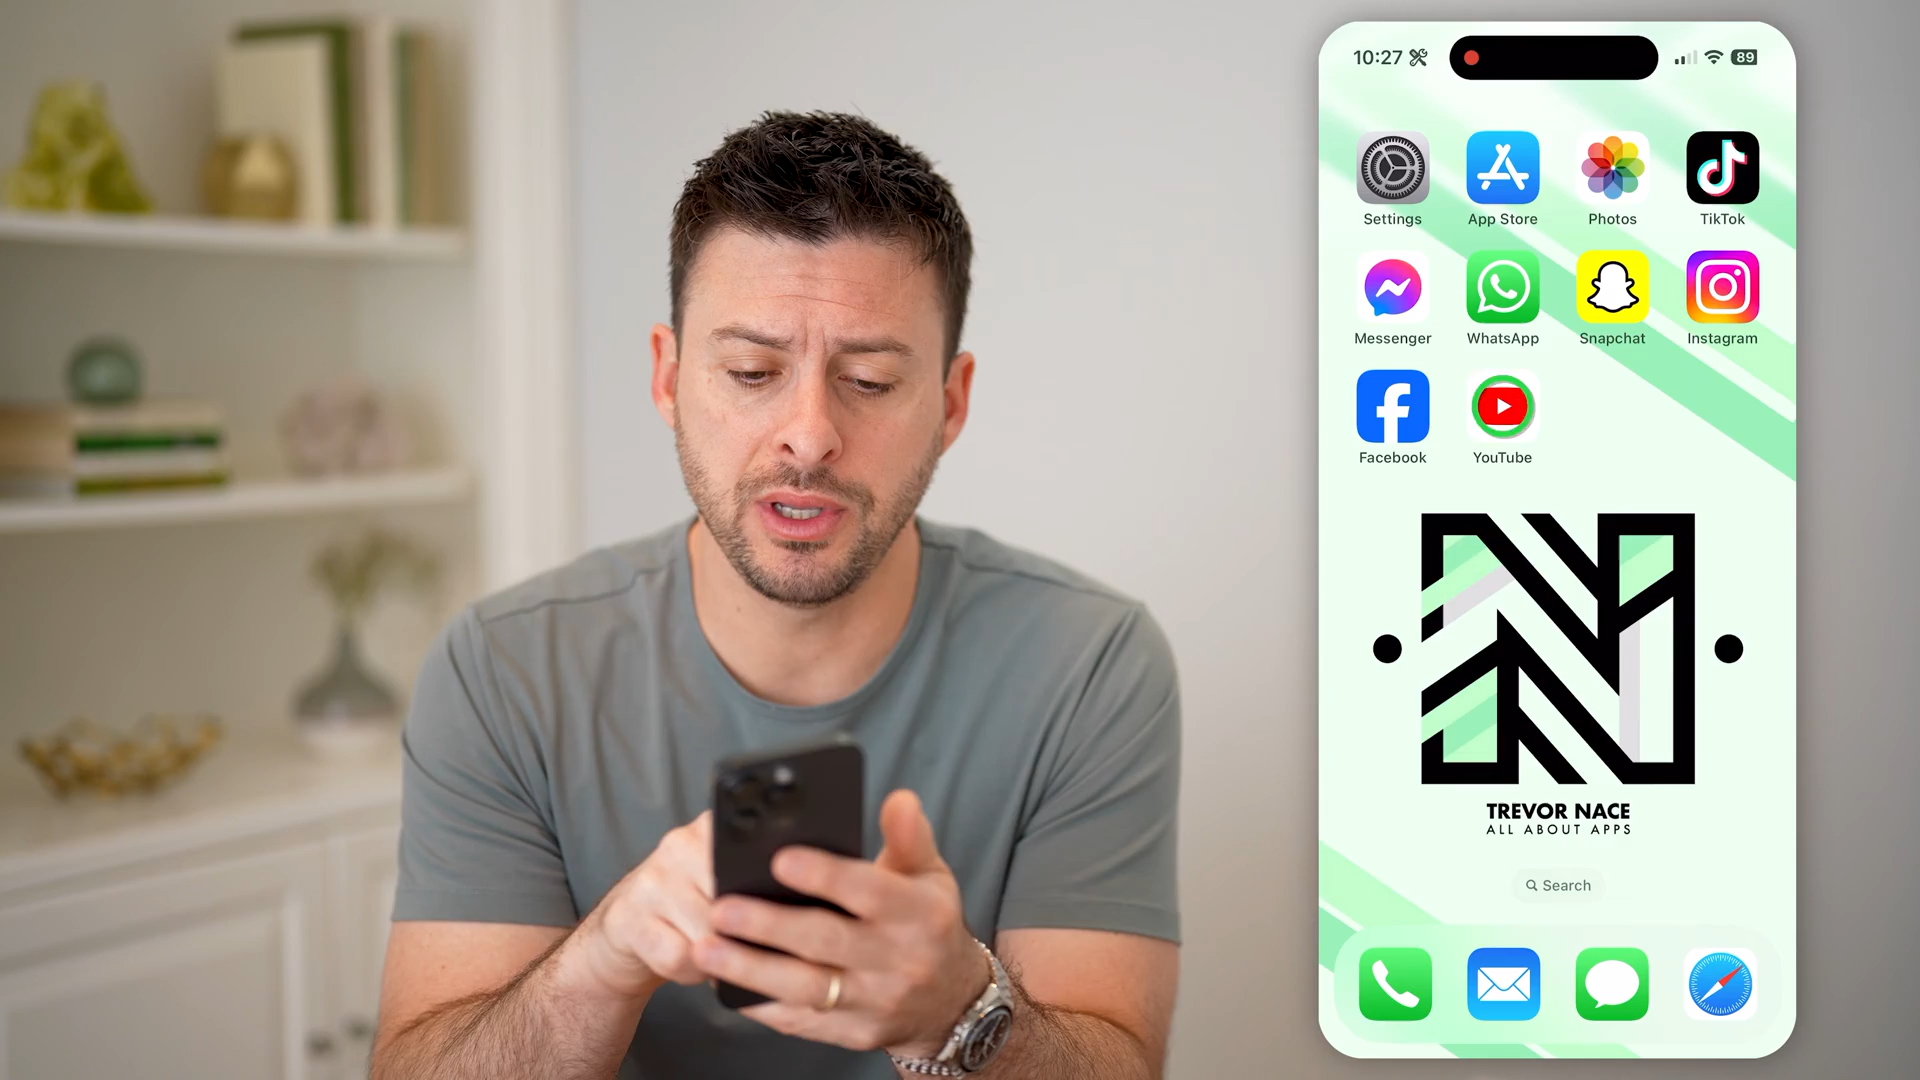 10:27
89
Settings
App Store
Photos
TikTok
Messenger
WhatsApp
Snapchat
Instagram
Facebook
YouTube
TREVOR NACE
ALL ABOUT APPS
Search